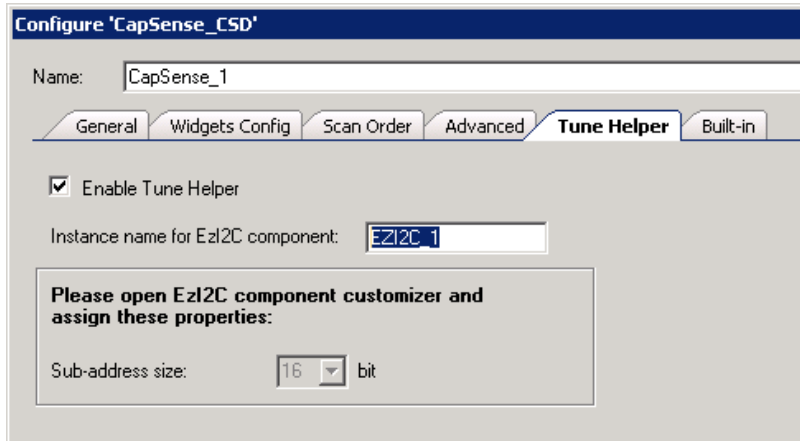 Configure 'CapSense_CSD'
Name: CapSense_1
General Widgets Config Scan Order Advanced Tune Helper Built-in
Enable Tune Helper
Instance name for EzI2C component: EZI2C_1
Please open EzI2C component customizer and
assign these properties:
Sub-address size: 16 bit